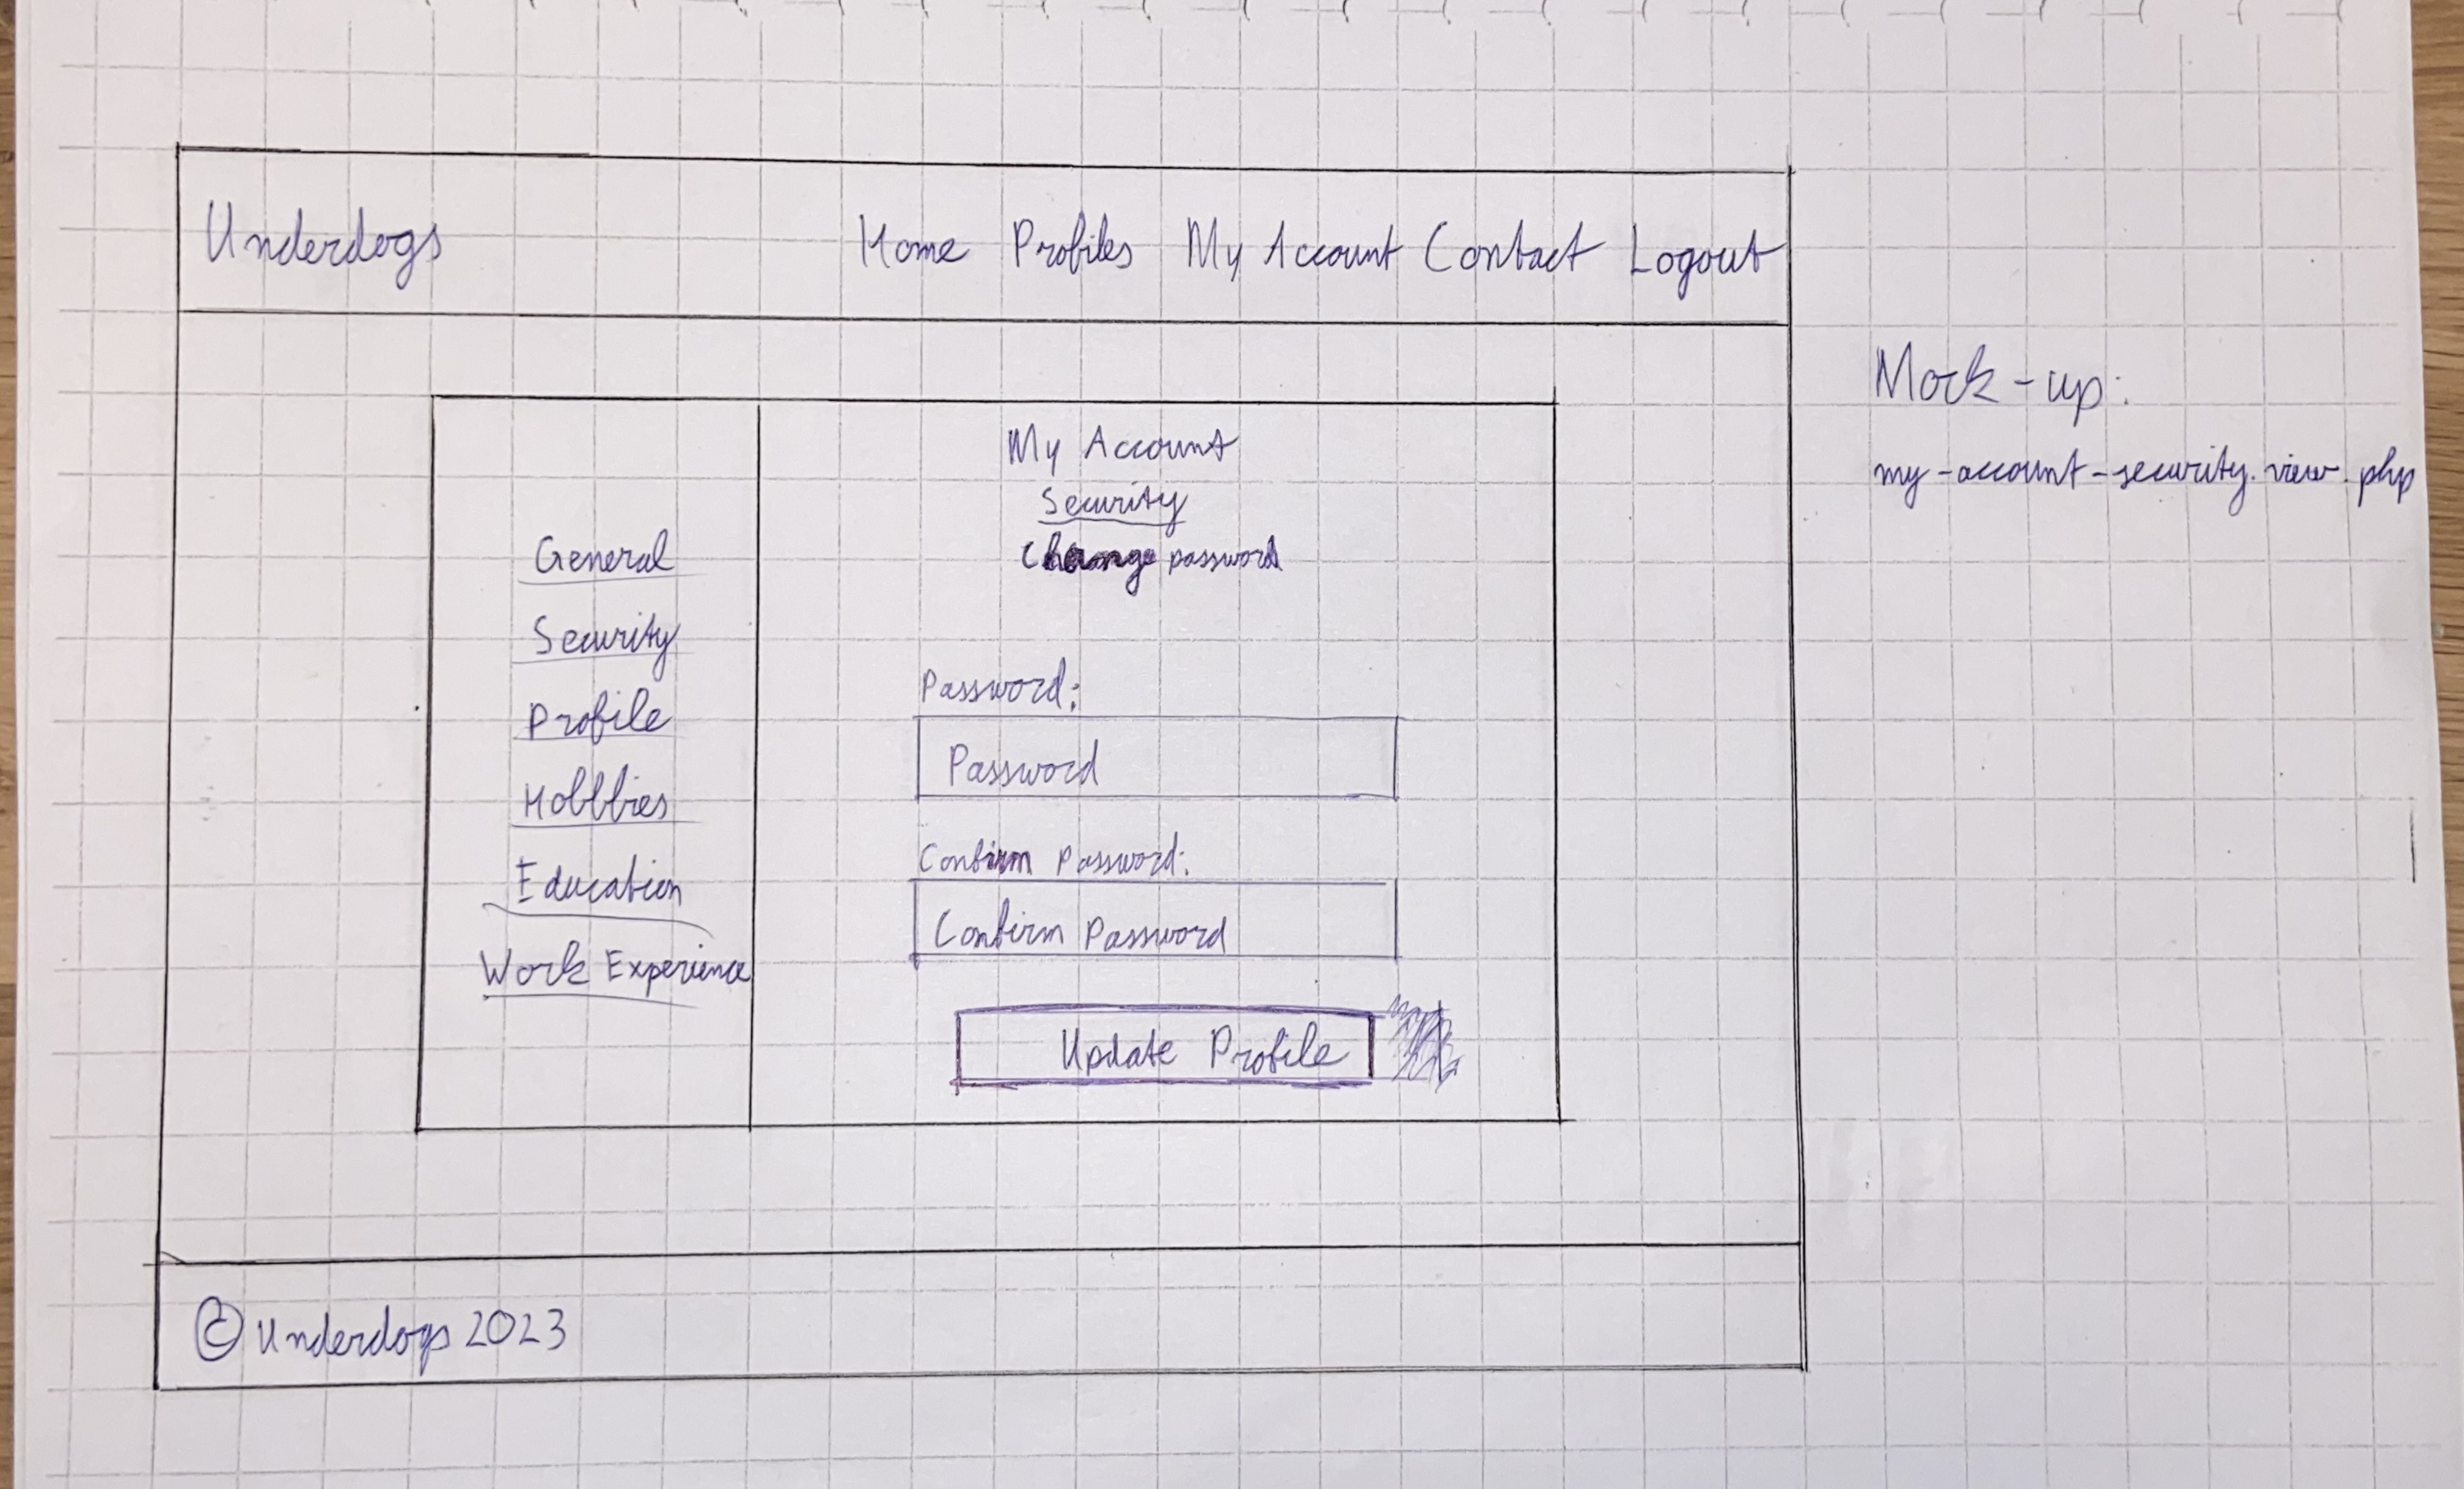 Underdogs Home Profiles My Account Contact Logout
Mock-up:
my-account-security.view.php
My Account
Security
Change password
General
Security
Profile
Hobbies
Education
Work Experience
Password:
Password
Confirm Password:
Confirm Password
Update Profile
© Underdogs 2023